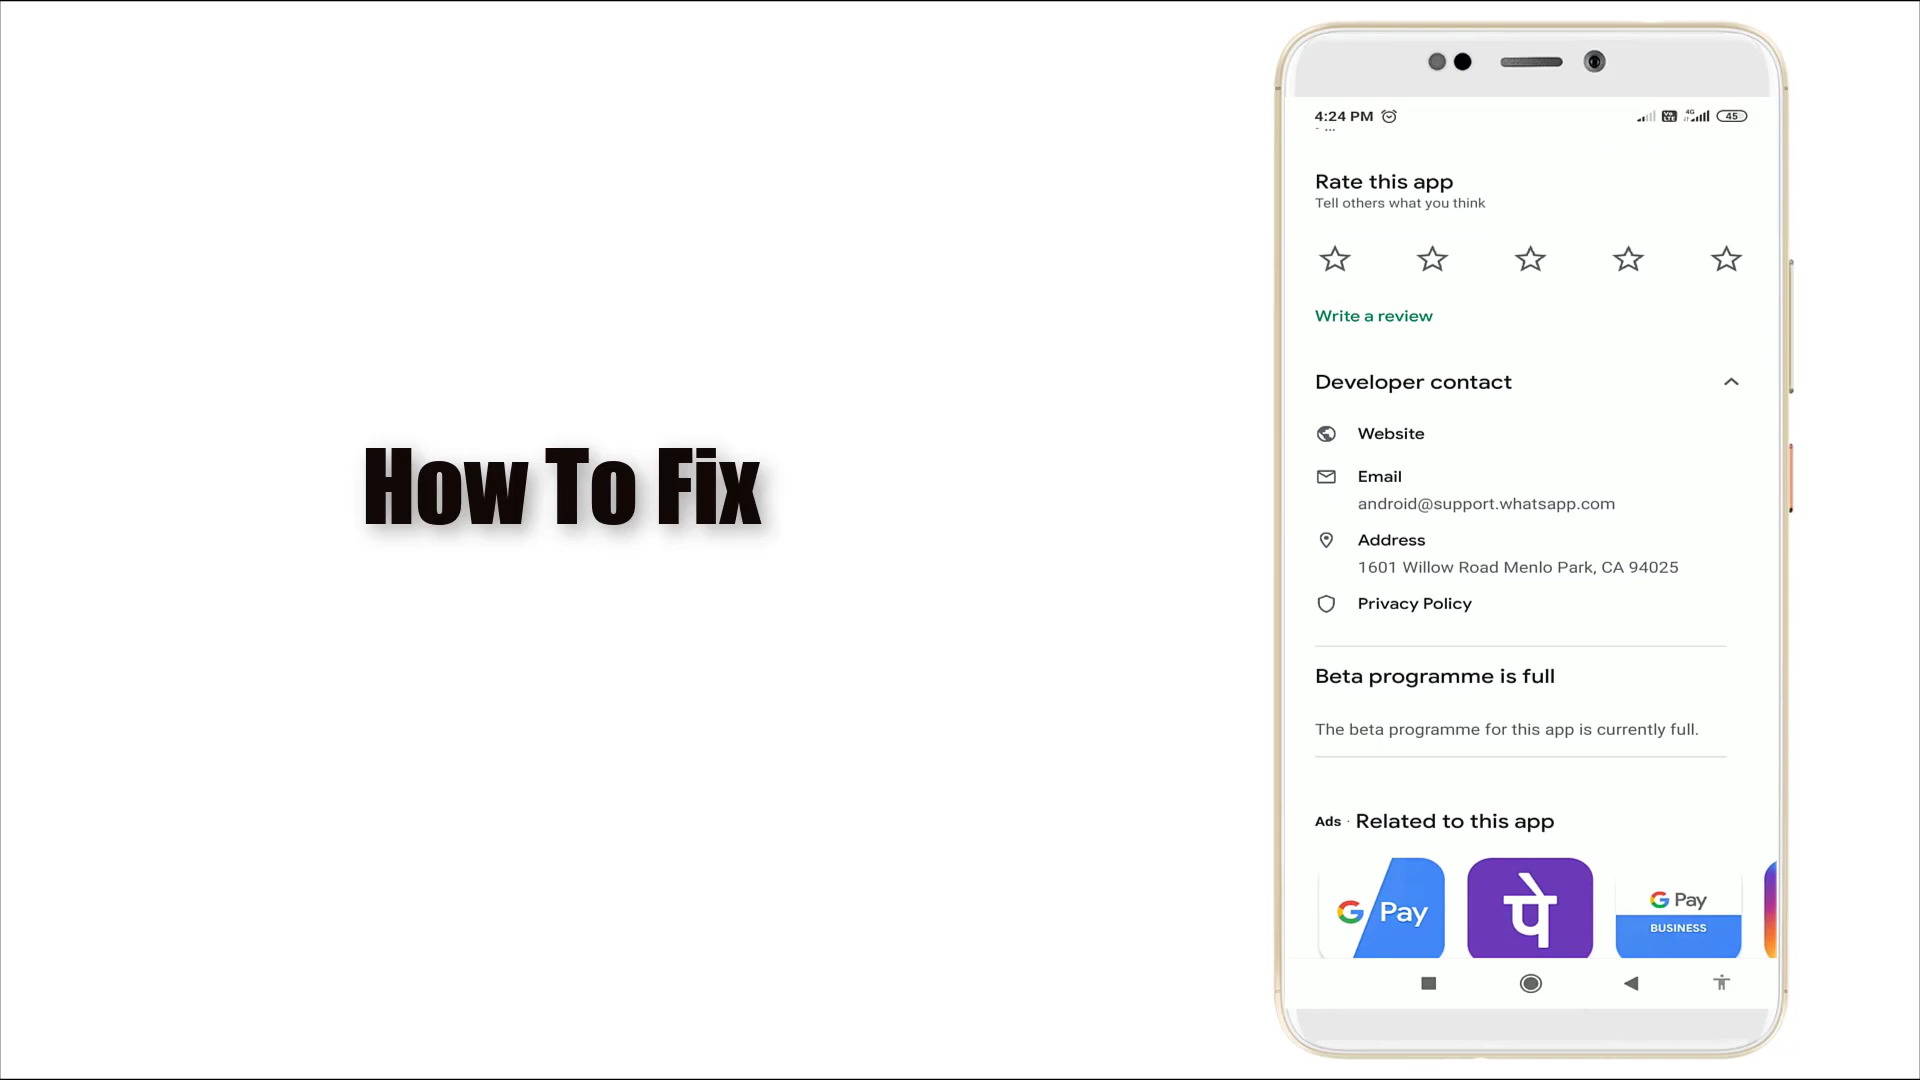 How To Fix
4:24 PM
4G
45
Rate this app
Tell others what you think
Write a review
Developer contact
Website
Email
android@support.whatsapp.com
Address
1601 Willow Road Menlo Park, CA 94025
Privacy Policy
Beta programme is full
The beta programme for this app is currently full.
Ads · Related to this app
G Pay
पे
G Pay
BUSINESS